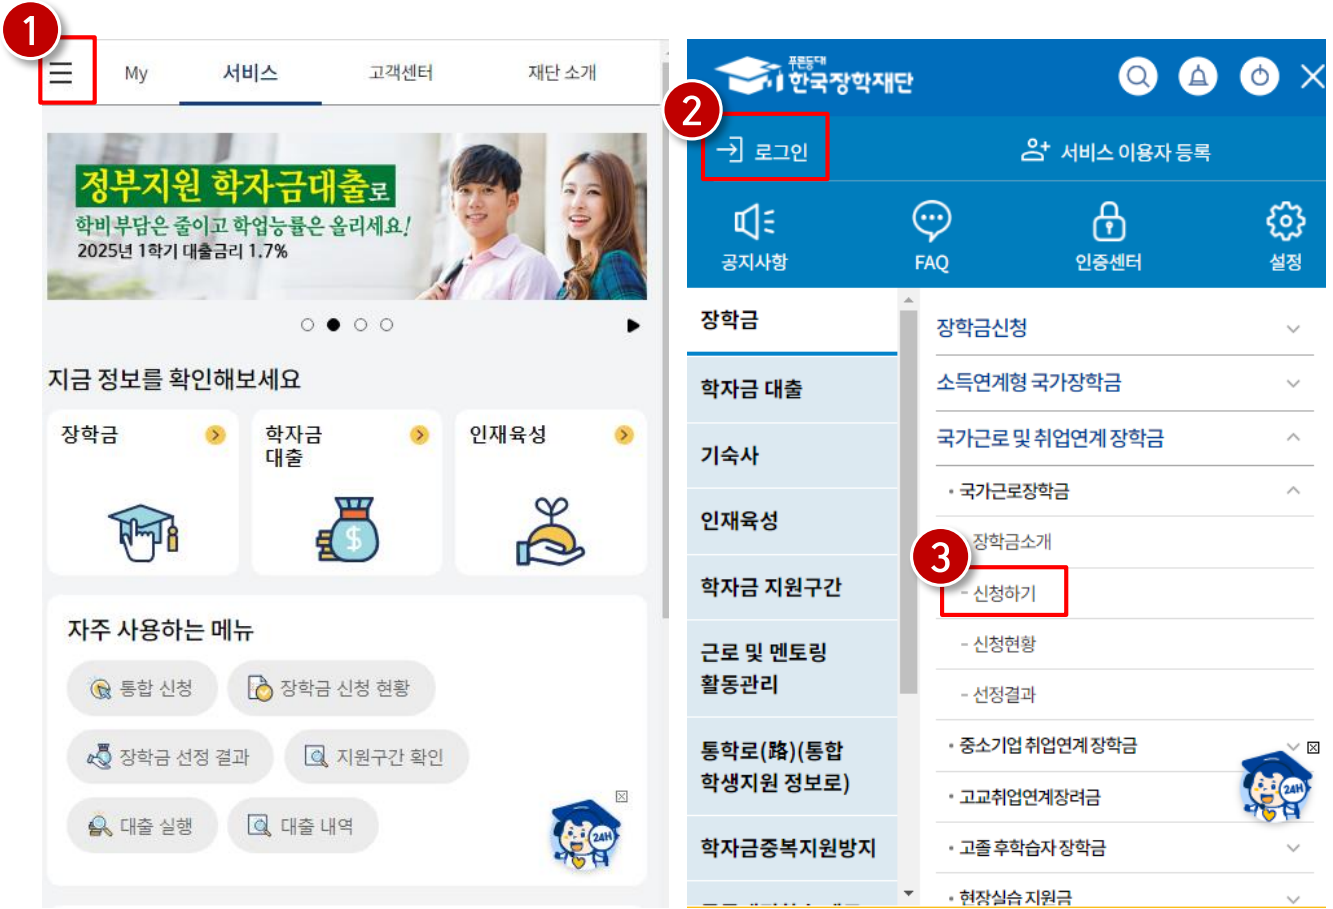 1
My
서비스
고객센터
재단 소개
정부지원 학자금대출로
학비 부담은 줄이고 학업능률은 올리세요!
2025년 1학기 대출금리 1.7%
지금 정보를 확인해보세요
장학금
학자금
대출
인재육성
자주 사용하는 메뉴
통합 신청
장학금 신청 현황
장학금 선정 결과
지원구간 확인
대출 실행
대출 내역
24H
푸른등대
한국장학재단
2
로그인
서비스 이용자 등록
공지사항
FAQ
인증센터
설정
장학금
학자금 대출
기숙사
인재육성
학자금 지원구간
근로 및 멘토링
활동관리
통학로(路)(통합
학생지원 정보로)
학자금중복지원방지
장학금신청
소득연계형 국가장학금
국가근로 및 취업연계 장학금
• 국가근로장학금
장학금소개
3
- 신청하기
- 신청현황
- 선정결과
• 중소기업 취업연계 장학금
• 고교취업연계장려금
• 고졸 후학습자 장학금
• 현장실습 지원금
24H